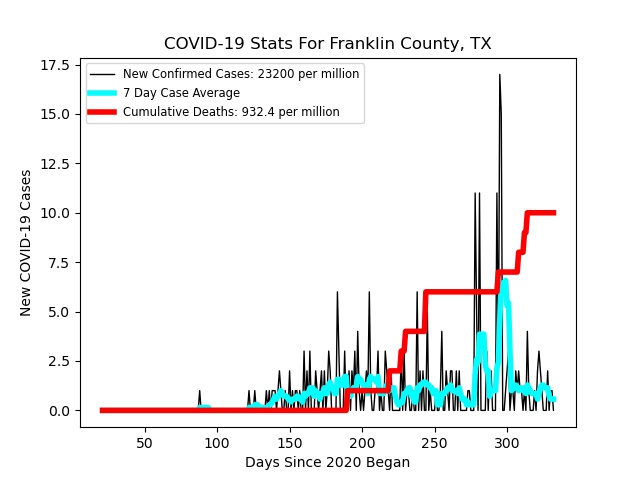 COVID-19 Stats For Franklin County, TX
17.5
15.0
12.5
10.0
7.5
5.0
2.5
0.0
New COVID-19 Cases
New Confirmed Cases: 23200 per million
7 Day Case Average
Cumulative Deaths: 932.4 per million
50 100 150 200 250 300
Days Since 2020 Began